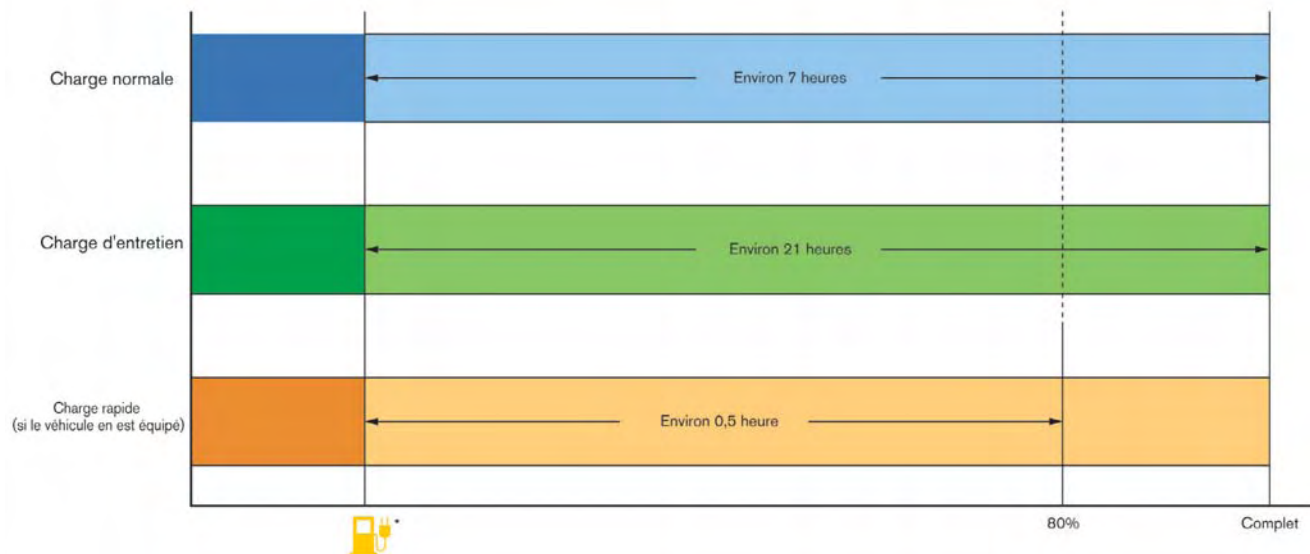 Charge normale
Environ 7 heures
Charge d'entretien
Environ 21 heures
Charge rapide
(si le véhicule en est équipé)
Environ 0,5 heure
*
80%
Complet